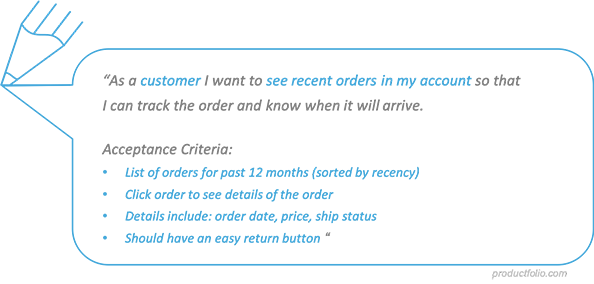 “As a customer I want to see recent orders in my account so that
I can track the order and know when it will arrive.
Acceptance Criteria:
• List of orders for past 12 months (sorted by recency)
• Click order to see details of the order
• Details include: order date, price, ship status
• Should have an easy return button “
productfolio.com